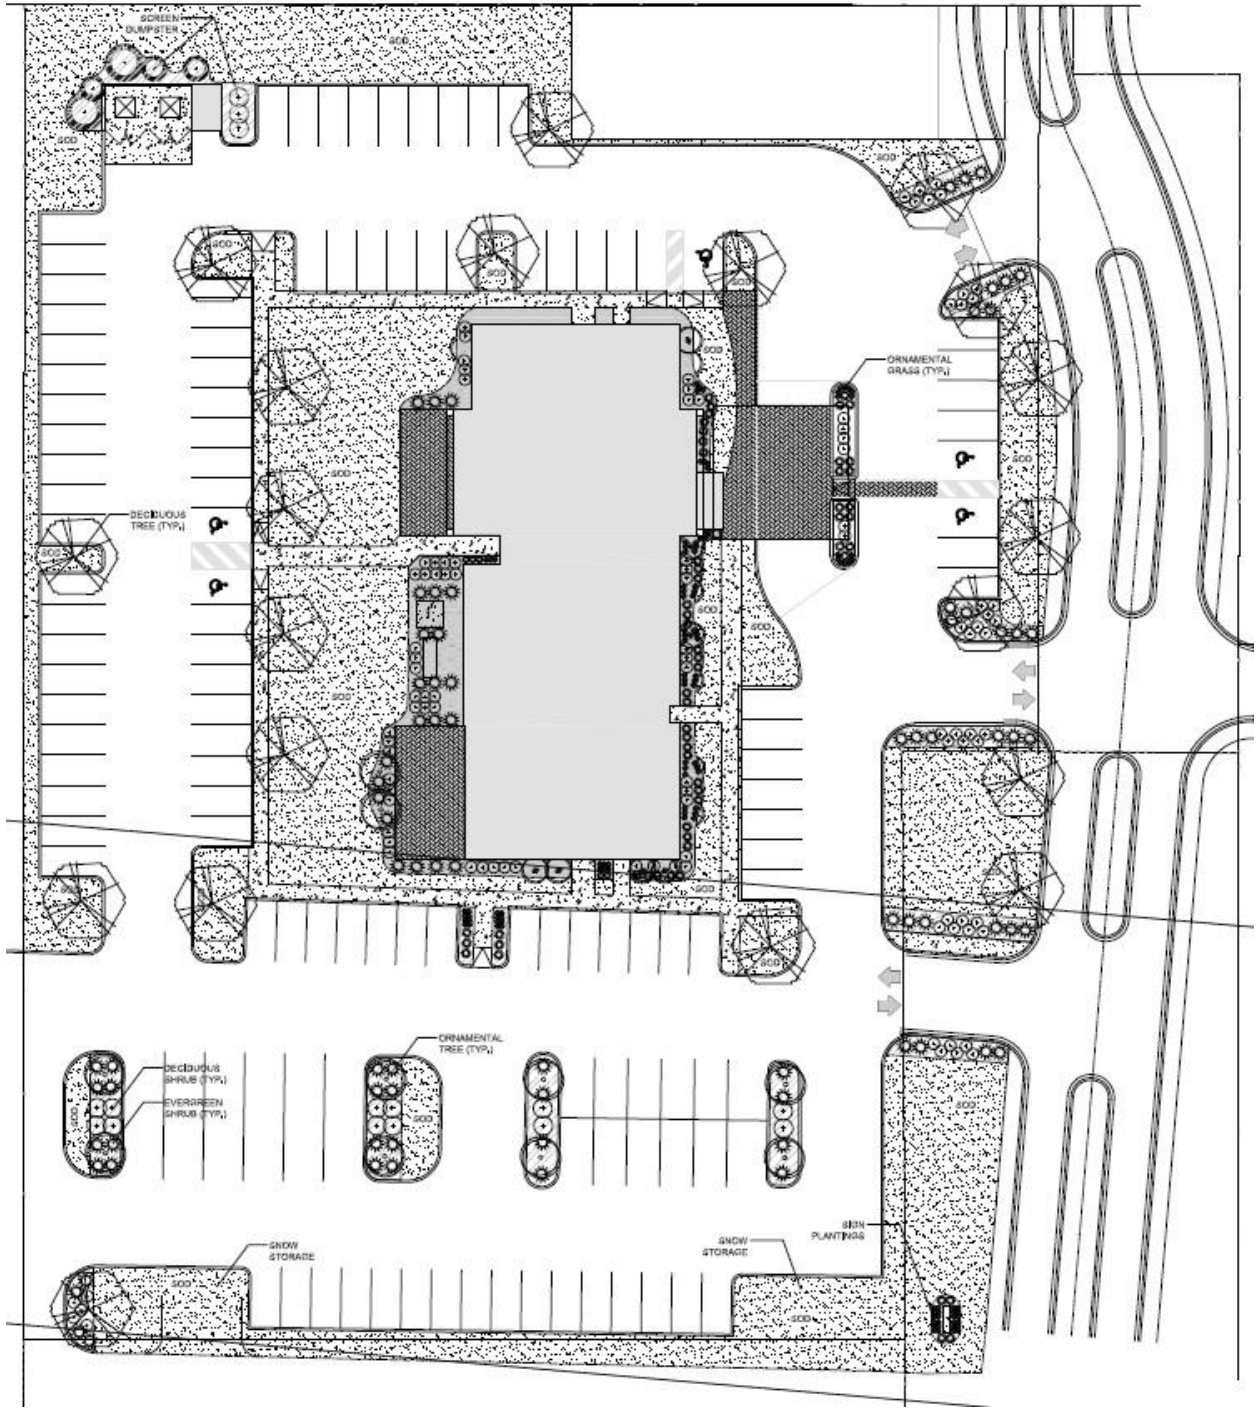 SCREEN
DUMPSTER
SOD
SOD
SOD
SOD
SOD
SOD
SOD
SOD
ORNAMENTAL
GRASS (TYP.)
SOD
SOD
DECIDUOUS
TREE (TYP.)
SOD
SOD
SOD
SOD
SOD
SOD
SOD
ORNAMENTAL
TREE (TYP.)
DECIDUOUS
SHRUB (TYP.)
EVERGREEN
SHRUB (TYP.)
SOD
SOD
SOD
SIGN
PLANTINGS
SNOW
STORAGE
SNOW
STORAGE
SOD
SOD